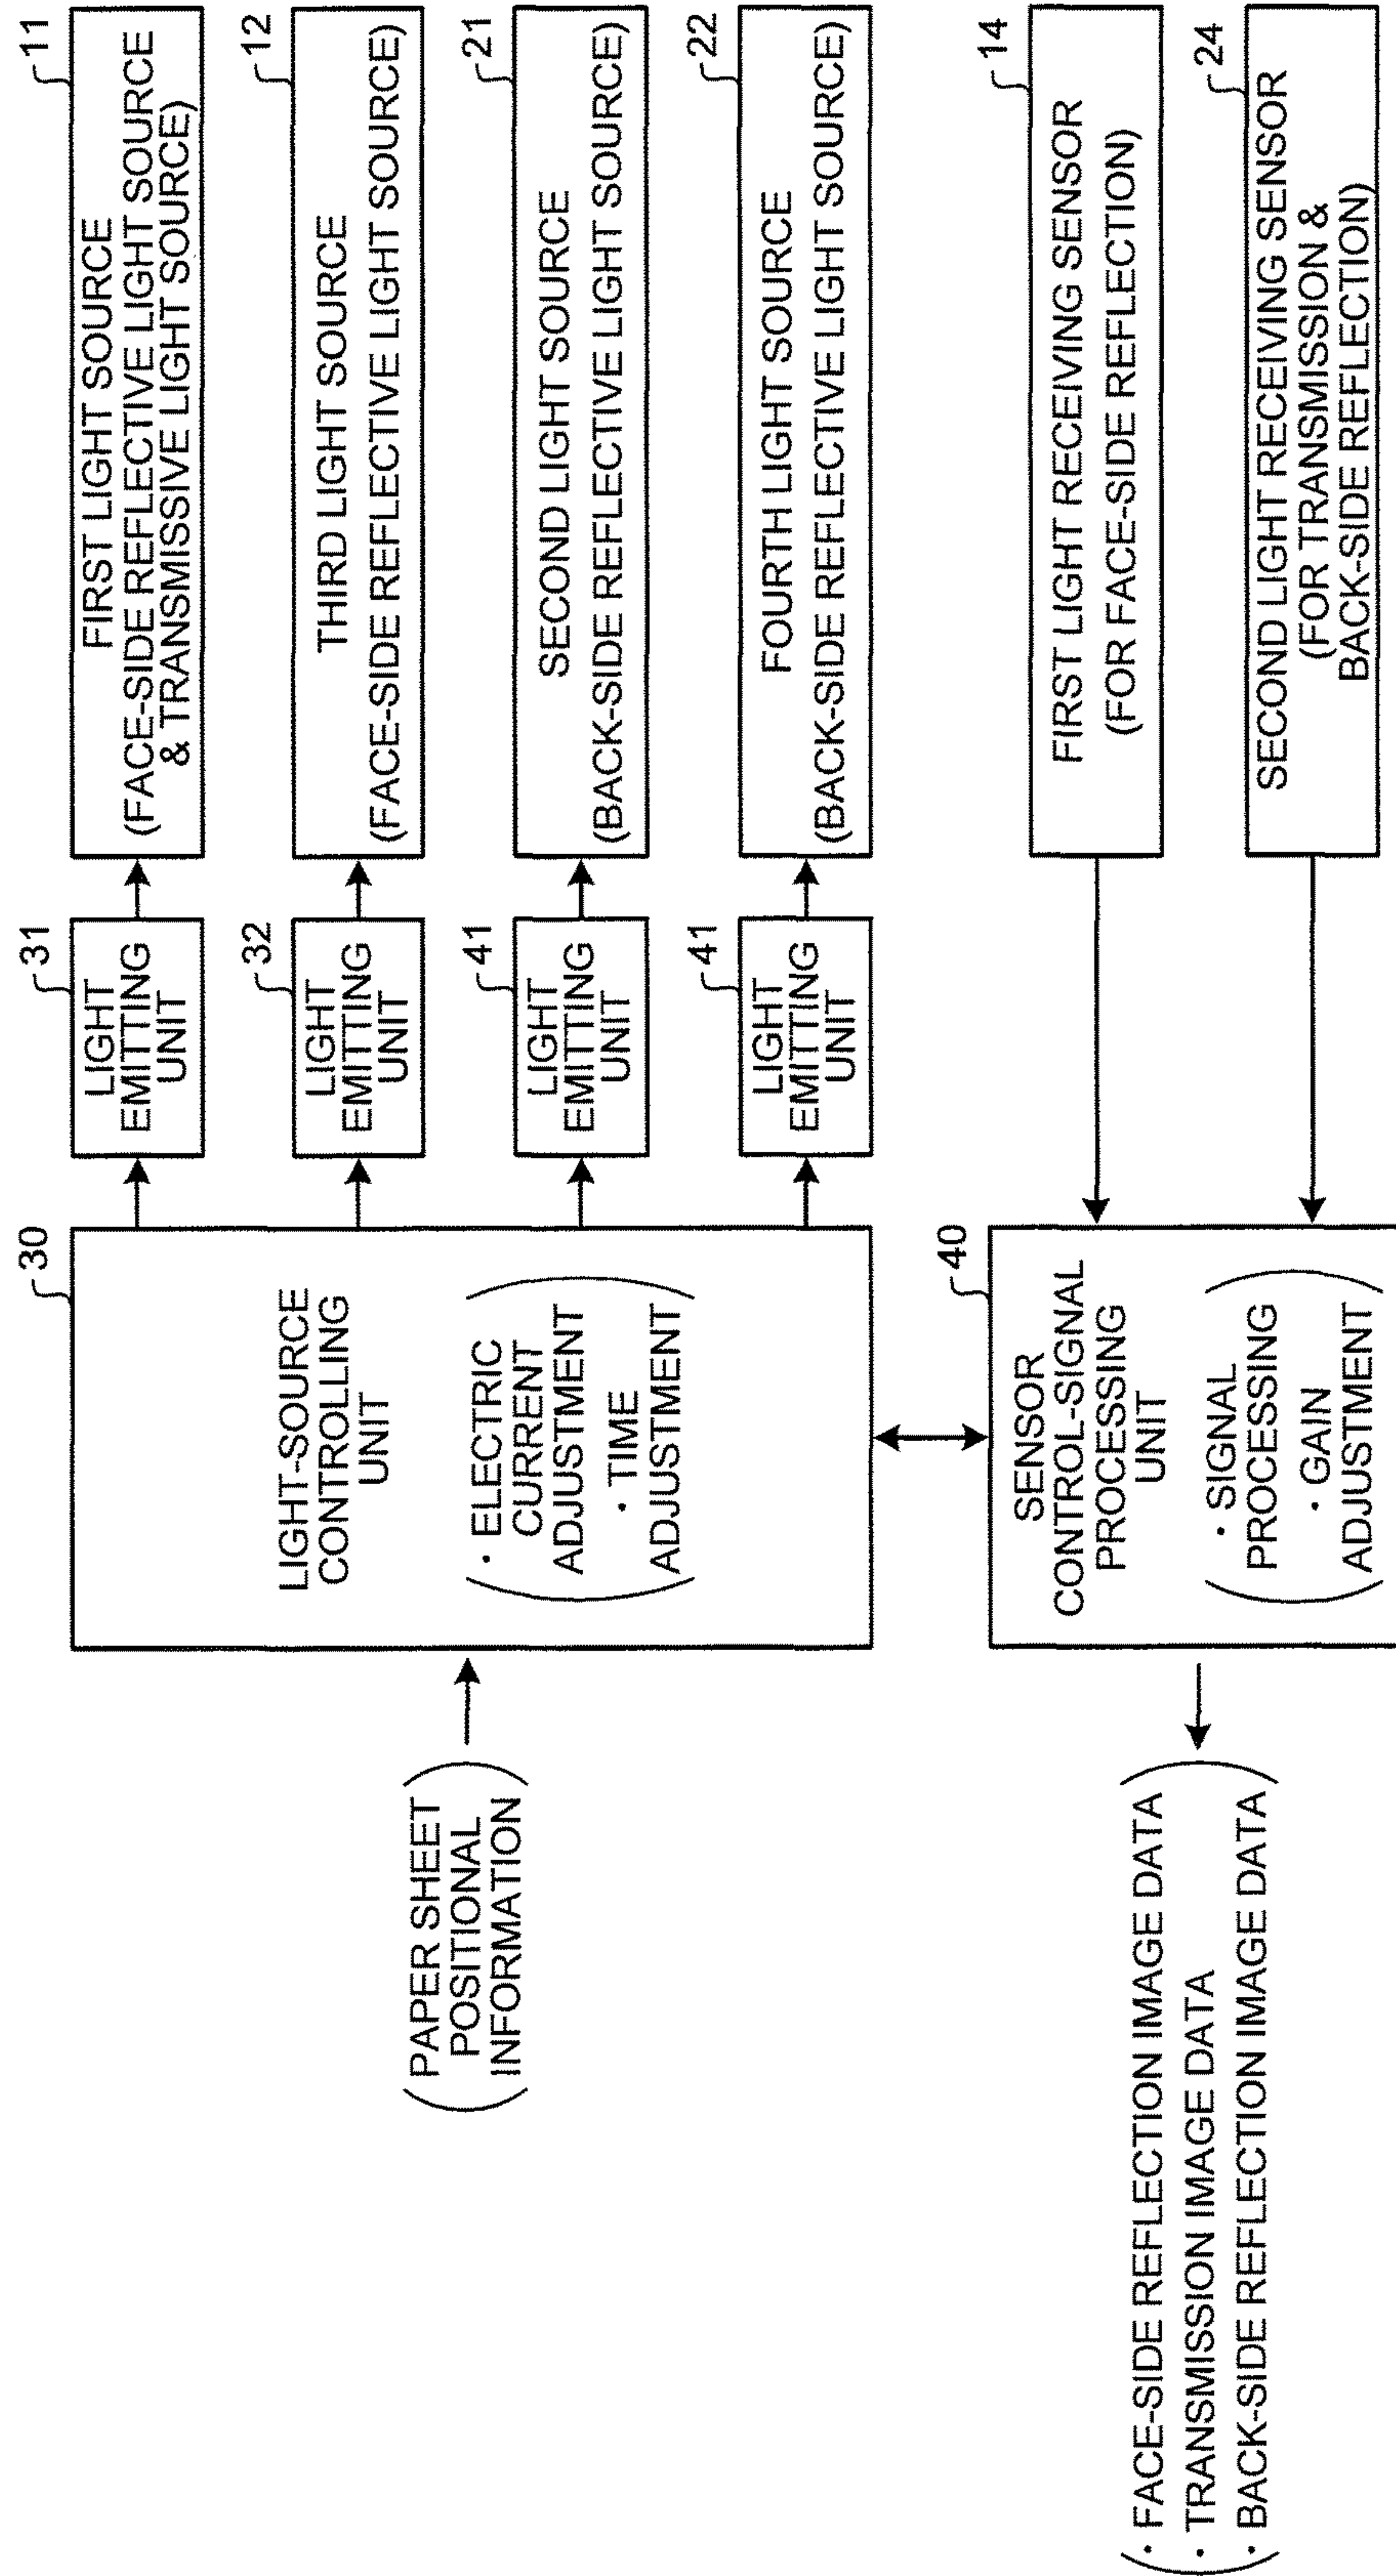 (PAPER SHEET
POSITIONAL
INFORMATION)
30
LIGHT-SOURCE
CONTROLLING
UNIT
(· ELECTRIC
CURRENT
ADJUSTMENT
· TIME
ADJUSTMENT)
31
LIGHT
EMITTING
UNIT
11
FIRST LIGHT SOURCE
(FACE-SIDE REFLECTIVE LIGHT SOURCE
& TRANSMISSIVE LIGHT SOURCE)
32
LIGHT
EMITTING
UNIT
12
THIRD LIGHT SOURCE
(FACE-SIDE REFLECTIVE LIGHT SOURCE)
41
LIGHT
EMITTING
UNIT
21
SECOND LIGHT SOURCE
(BACK-SIDE REFLECTIVE LIGHT SOURCE)
41
LIGHT
EMITTING
UNIT
22
FOURTH LIGHT SOURCE
(BACK-SIDE REFLECTIVE LIGHT SOURCE)
(· FACE-SIDE REFLECTION IMAGE DATA
· TRANSMISSION IMAGE DATA
· BACK-SIDE REFLECTION IMAGE DATA)
40
SENSOR
CONTROL-SIGNAL
PROCESSING
UNIT
(· SIGNAL
PROCESSING
· GAIN
ADJUSTMENT)
14
FIRST LIGHT RECEIVING SENSOR
(FOR FACE-SIDE REFLECTION)
24
SECOND LIGHT RECEIVING SENSOR
(FOR TRANSMISSION &
BACK-SIDE REFLECTION)